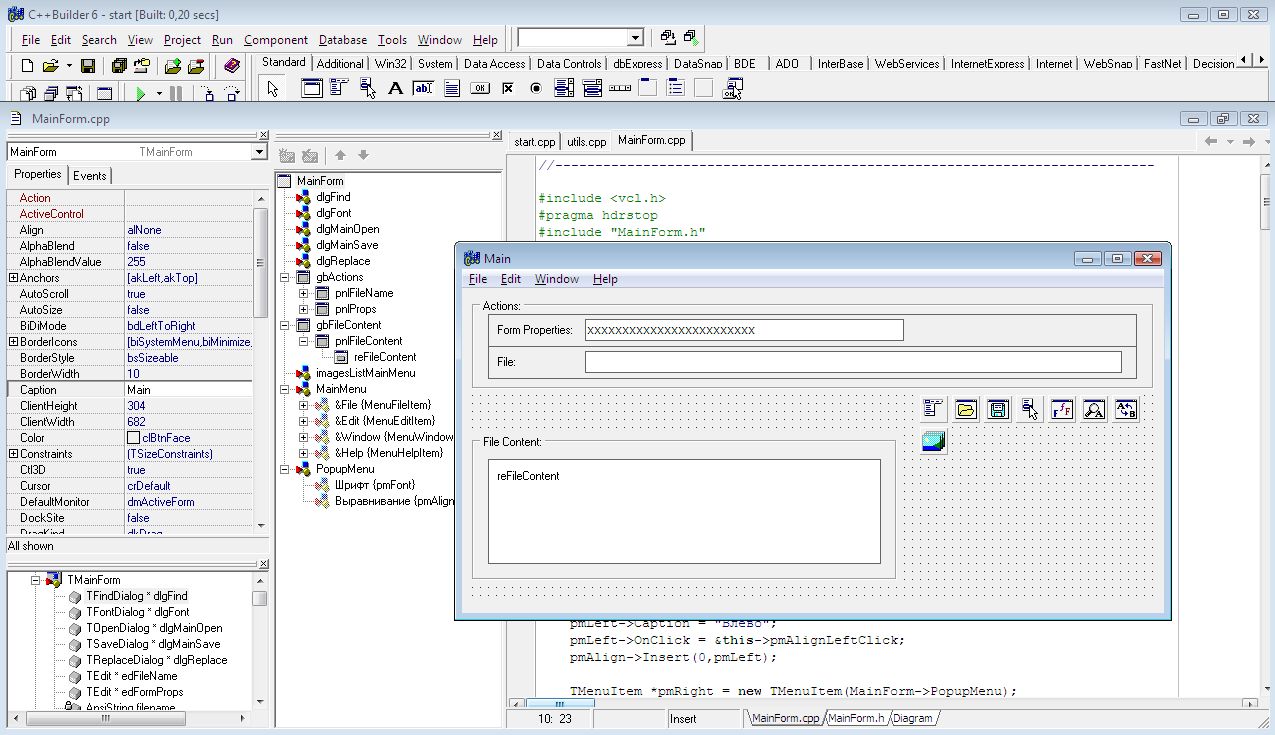 C++Builder 6 - start [Built: 0,20 secs]
File Edit Search View Project Run Component Database Tools Window Help
Standard Additional Win32 System Data Access Data Controls dbExpress DataSnap BDE ADO InterBase WebServices InternetExpress Internet WebSnap FastNet Decision
MainForm.cpp
MainForm TMainForm
Properties Events
Action
ActiveControl
Align alNone
AlphaBlend false
AlphaBlendValue 255
Anchors [akLeft,akTop]
AutoScroll true
AutoSize false
BiDiMode bdLeftToRight
BorderIcons [biSystemMenu,biMinimize,
BorderStyle bsSizeable
BorderWidth 10
Caption Main
ClientHeight 304
ClientWidth 682
Color clBtnFace
Constraints (TSizeConstraints)
Ctl3D true
Cursor crDefault
DefaultMonitor dmActiveForm
DockSite false
DragKind dkDrag
All shown
TMainForm
TFindDialog * dlgFind
TFontDialog * dlgFont
TOpenDialog * dlgMainOpen
TSaveDialog * dlgMainSave
TReplaceDialog * dlgReplace
TEdit * edFileName
TEdit * edFormProps
AnsiString filename
MainForm
dlgFind
dlgFont
dlgMainOpen
dlgMainSave
dlgReplace
gbActions
pnlFileName
pnlProps
gbFileContent
pnlFileContent
reFileContent
imagesListMainMenu
MainMenu
&File {MenuFileItem}
&Edit {MenuEditItem}
&Window {MenuWindow
&Help {MenuHelpItem}
PopupMenu
Шрифт {pmFont}
Выравнивание {pmAlign
start.cpp utils.cpp MainForm.cpp
//---------------------------------------------------------------------------
#include <vcl.h>
#pragma hdrstop
#include "MainForm.h"
Main
File Edit Window Help
Actions:
Form Properties: XXXXXXXXXXXXXXXXXXXXXXXX
File:
File Content:
reFileContent
pmLeft->Caption = "Влево";
pmLeft->OnClick = &this->pmAlignLeftClick;
pmAlign->Insert(0,pmLeft);
TMenuItem *pmRight = new TMenuItem(MainForm->PopupMenu);
10: 23 Insert MainForm.cpp MainForm.h Diagram